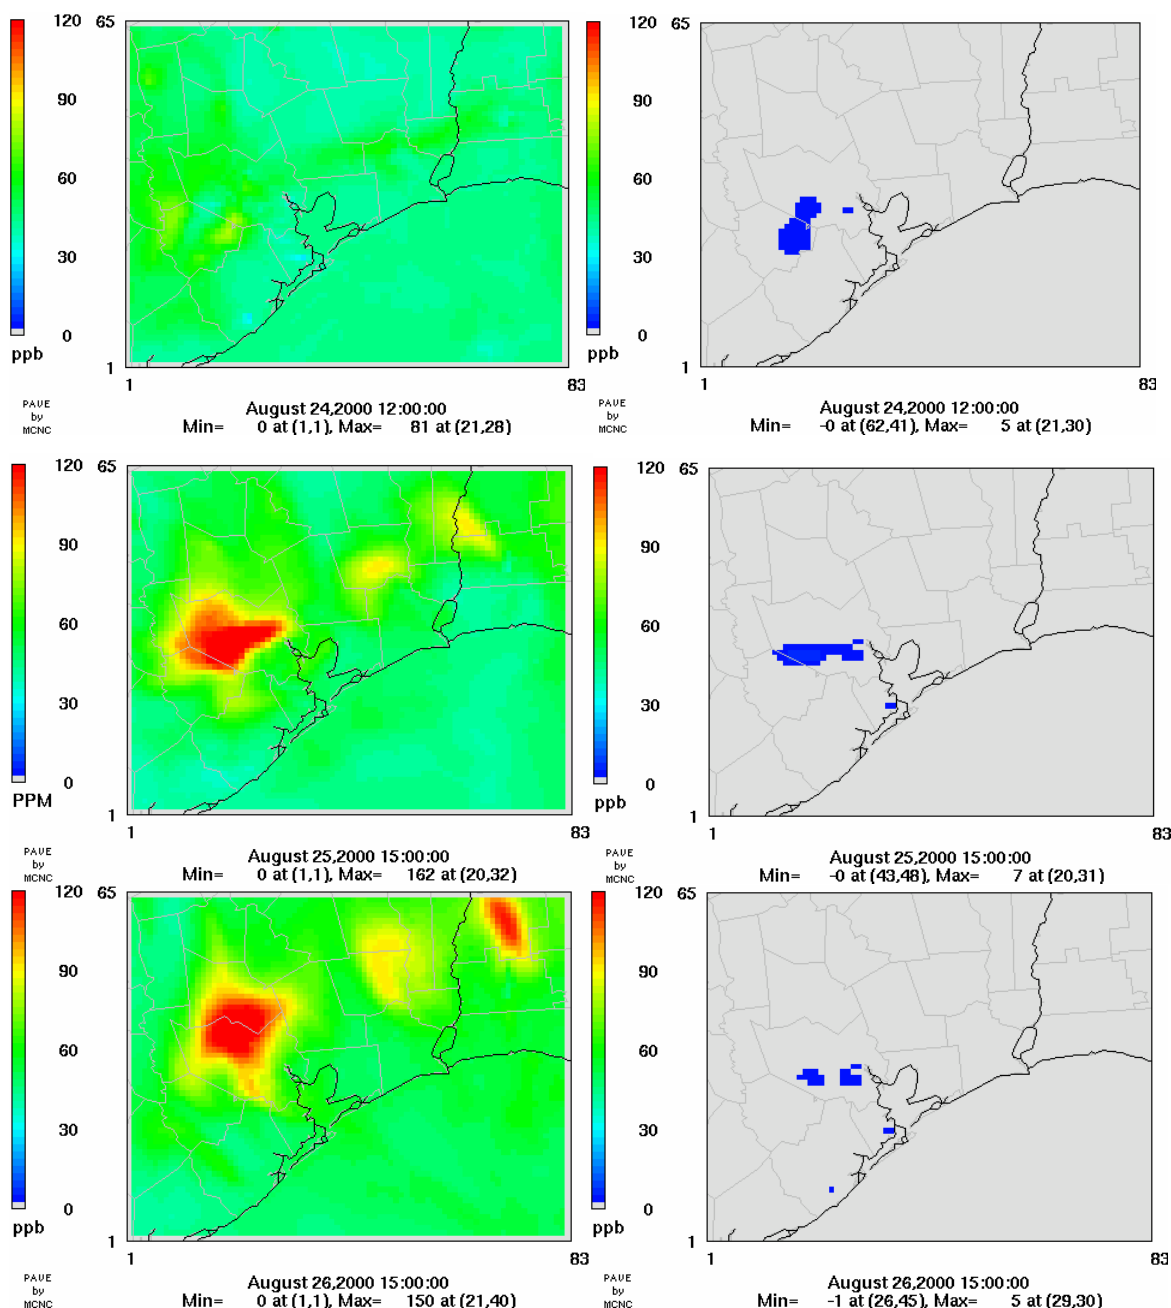 120
90
60
30
0
ppb
65
1
1
83
PAVE
by
MCNC
August 24,2000 12:00:00
Min= 0 at (1,1), Max= 81 at (21,28)
120
90
60
30
0
ppb
65
1
1
83
PAVE
by
MCNC
August 24,2000 12:00:00
Min= -0 at (62,41), Max= 5 at (21,30)
120
90
60
30
0
PPM
65
1
1
83
PAVE
by
MCNC
August 25,2000 15:00:00
Min= 0 at (1,1), Max= 162 at (20,32)
120
90
60
30
0
ppb
65
1
1
83
PAVE
by
MCNC
August 25,2000 15:00:00
Min= -0 at (43,48), Max= 7 at (20,31)
120
90
60
30
0
ppb
65
1
1
83
PAVE
by
MCNC
August 26,2000 15:00:00
Min= 0 at (1,1), Max= 150 at (21,40)
120
90
60
30
0
ppb
65
1
1
83
PAVE
by
MCNC
August 26,2000 15:00:00
Min= -1 at (26,45), Max= 5 at (29,30)